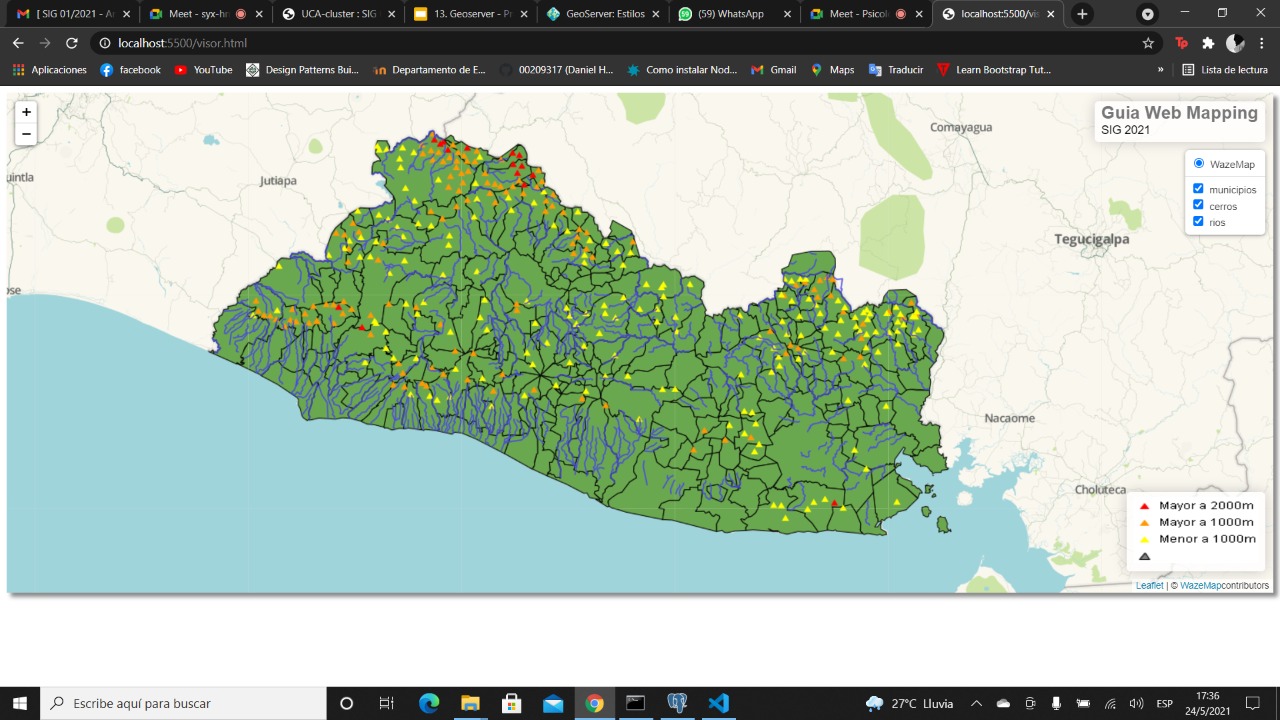 [ SIG 01/2021 - A
Meet - syx-hr
UCA-cluster : SIG
13. Geoserver - P
GeoServer: Estilos
(59) WhatsApp
Meet - Psicol
localhost:5500/vis
localhost:5500/visor.html
Aplicaciones
facebook
YouTube
Design Patterns Bui...
Departamento de E...
00209317 (Daniel H...
Como instalar Nod...
Gmail
Maps
Traducir
Learn Bootstrap Tut...
»
Lista de lectura
+
−
Guia Web Mapping
SIG 2021
WazeMap
municipios
cerros
rios
Comayagua
uintla
Jutiapa
Tegucigalpa
ose
Nacaome
Choluteca
Mayor a 2000m
Mayor a 1000m
Menor a 1000m
Leaflet | © WazeMapcontributors
Escribe aquí para buscar
27°C Lluvia
ESP
17:36
24/5/2021